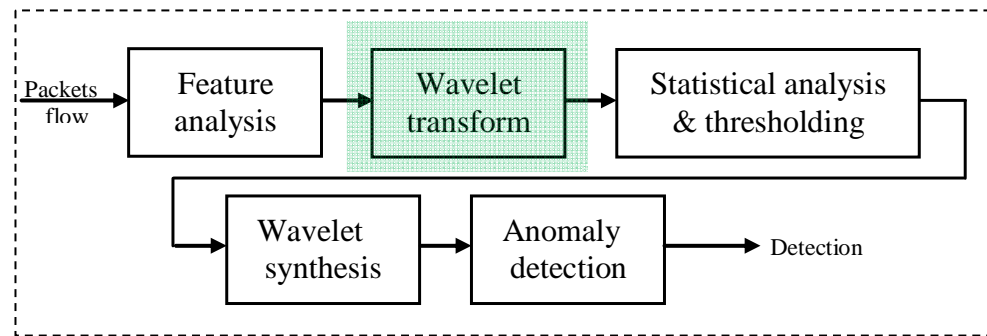 Packets
flow
Feature
analysis
Wavelet
transform
Statistical analysis
& thresholding
Wavelet
synthesis
Anomaly
detection
Detection